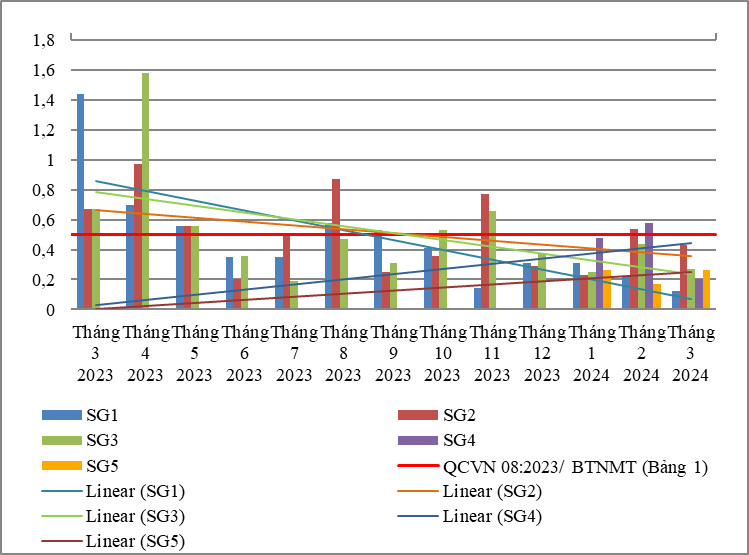 1,8
1,6
1,4
1,2
1
0,8
0,6
0,4
0,2
0
Tháng Tháng Tháng Tháng Tháng Tháng Tháng Tháng Tháng Tháng Tháng Tháng Tháng
3 4 5 6 7 8 9 10 11 12 1 2 3
2023 2023 2023 2023 2023 2023 2023 2023 2023 2023 2024 2024 2024
SG1 SG2
SG3 SG4
SG5 QCVN 08:2023/ BTNMT (Bảng 1)
Linear (SG1) Linear (SG2)
Linear (SG3) Linear (SG4)
Linear (SG5)